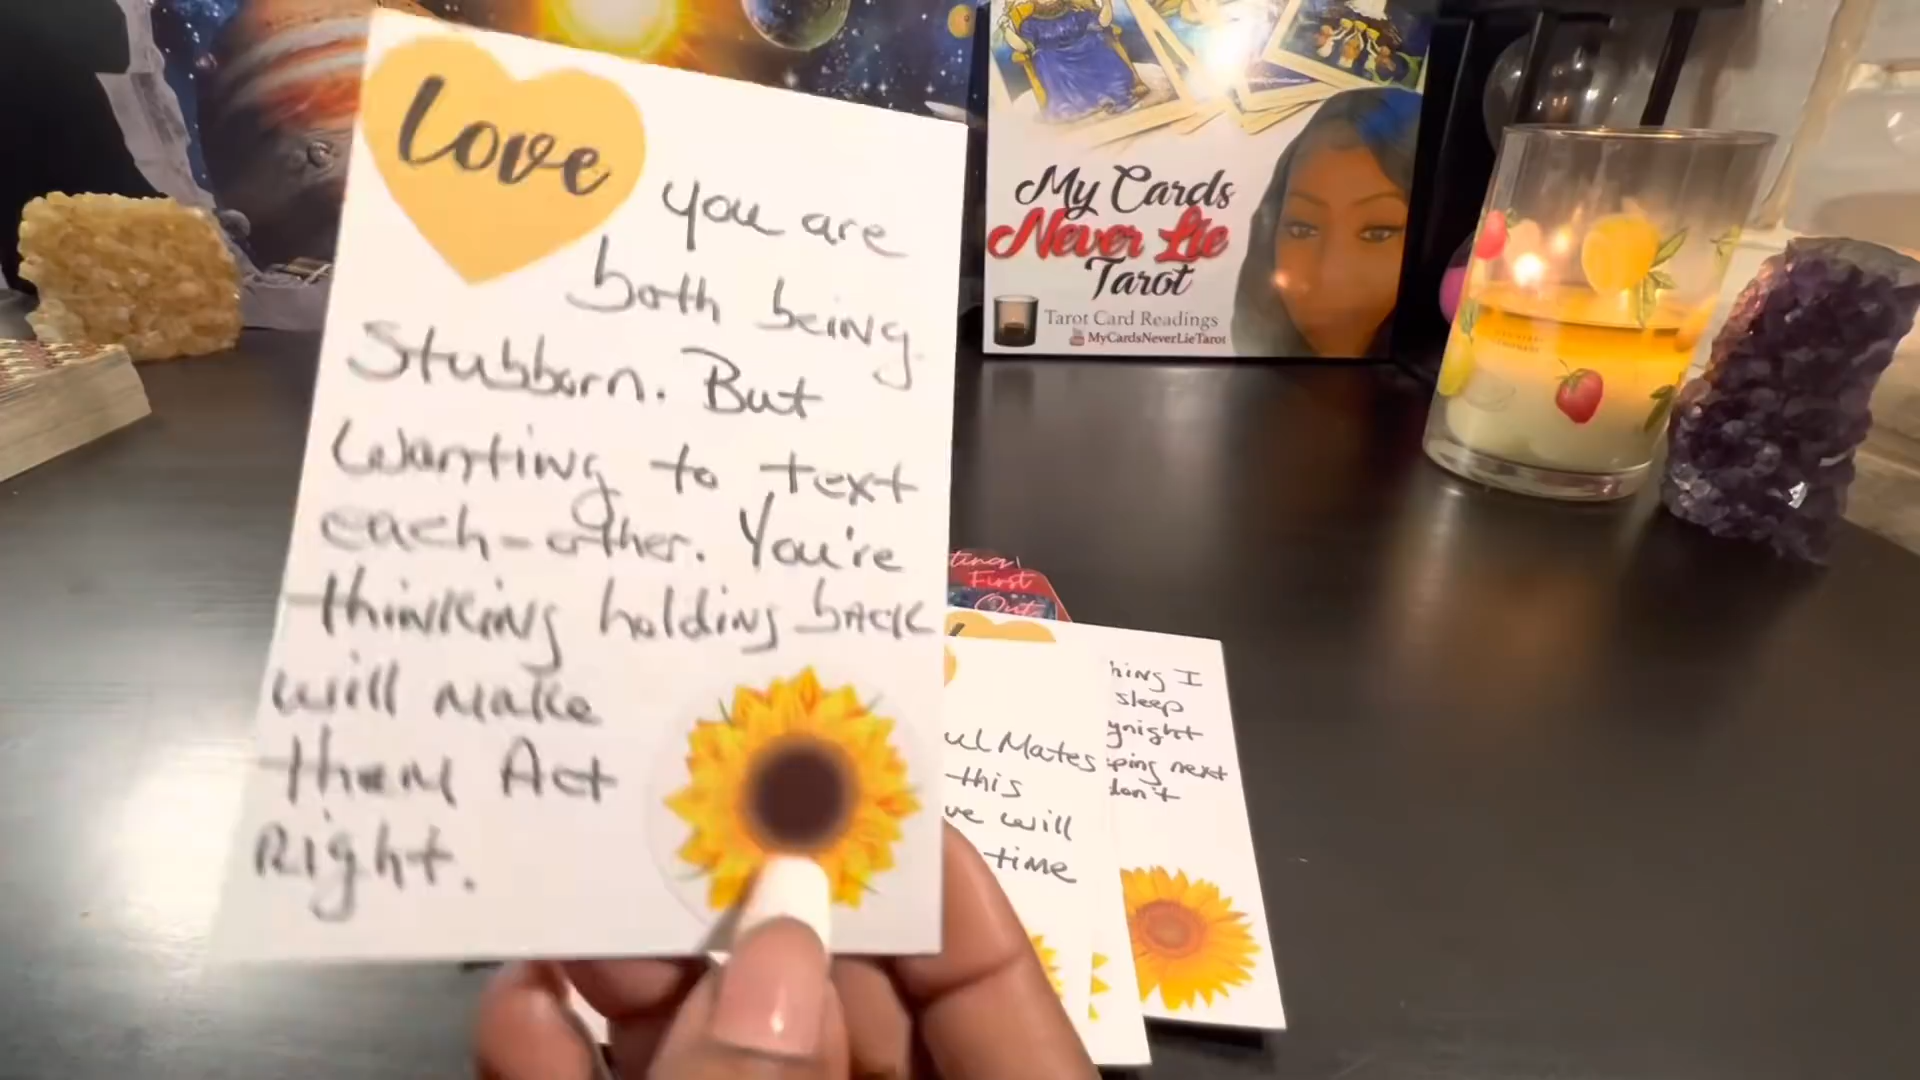 Love
you are
both being
Stubborn. But
Wanting to text
each-other. You're
thinking holding back
will make
them Act
Right.
My Cards
Never Lie
Tarot
Tarot Card Readings
MyCardsNeverLieTarot
First
Out
ul Mates
this
ve will
time
hing I
sleep
ynight
ping next
don't